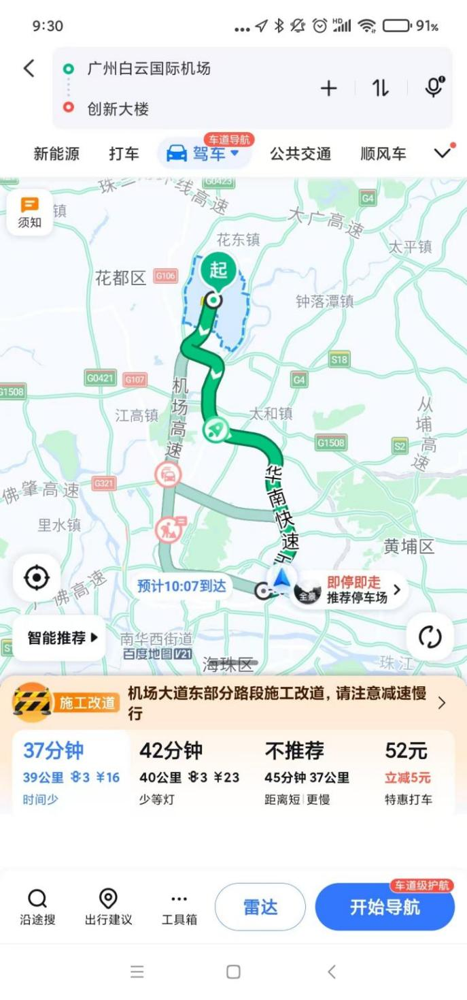 9:30
HD
91%
广州白云国际机场
创新大楼
车道导航
新能源
打车
驾车
公共交通
顺风车
珠三角环线高速
G0423
G4
须知
镇
大广高速
花东镇
太平镇
起
花都区
G106
钟落潭镇
S18
G0421
G107
G4
G1508
机场高速
江高镇
太和镇
从埔高速
G1508
S2
华南快速干
佛肇高速
G321
里水镇
黄埔区
广佛高速
预计10:07到达
全景
即停即走
推荐停车场
智能推荐
南华西街道
百度地图V21
海珠区
珠江
施工改道
机场大道东部分路段施工改道，请注意减速慢
行
37分钟
42分钟
不推荐
52元
39公里 3 ¥16
40公里 3 ¥23
45分钟 37公里
立减5元
时间少
少等灯
距离短 更慢
特惠打车
沿途搜
出行建议
工具箱
雷达
车道级护航
开始导航